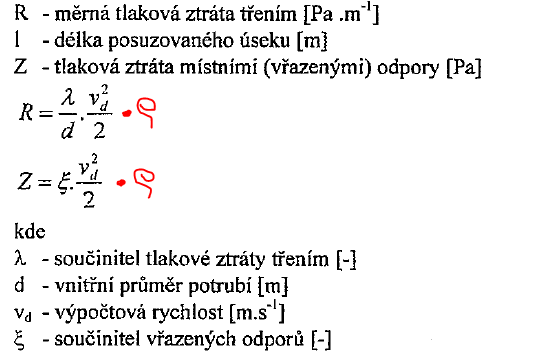 R - měrná tlaková ztráta třením [Pa .m⁻¹]
l - délka posuzovaného úseku [m]
Z - tlaková ztráta místními (vřazenými) odpory [Pa]
R = λ/d . v_d²/2 • ρ
Z = ξ. v_d²/2 • ρ
kde
λ - součinitel tlakové ztráty třením [-]
d - vnitřní průměr potrubí [m]
v_d - výpočtová rychlost [m.s⁻¹]
ξ - součinitel vřazených odporů [-]